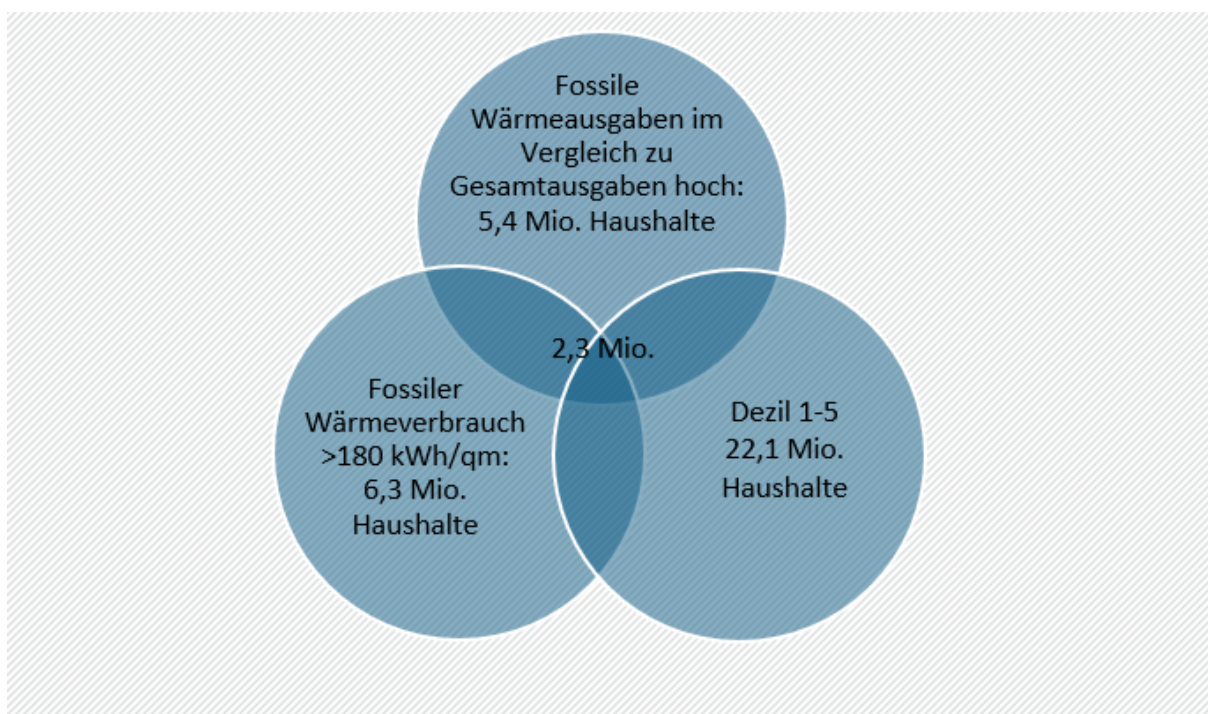 Fossile
Wärmeausgaben im
Vergleich zu
Gesamtausgaben hoch:
5,4 Mio. Haushalte
2,3 Mio.
Fossiler
Wärmeverbrauch
>180 kWh/qm:
6,3 Mio.
Haushalte
Dezil 1-5
22,1 Mio.
Haushalte